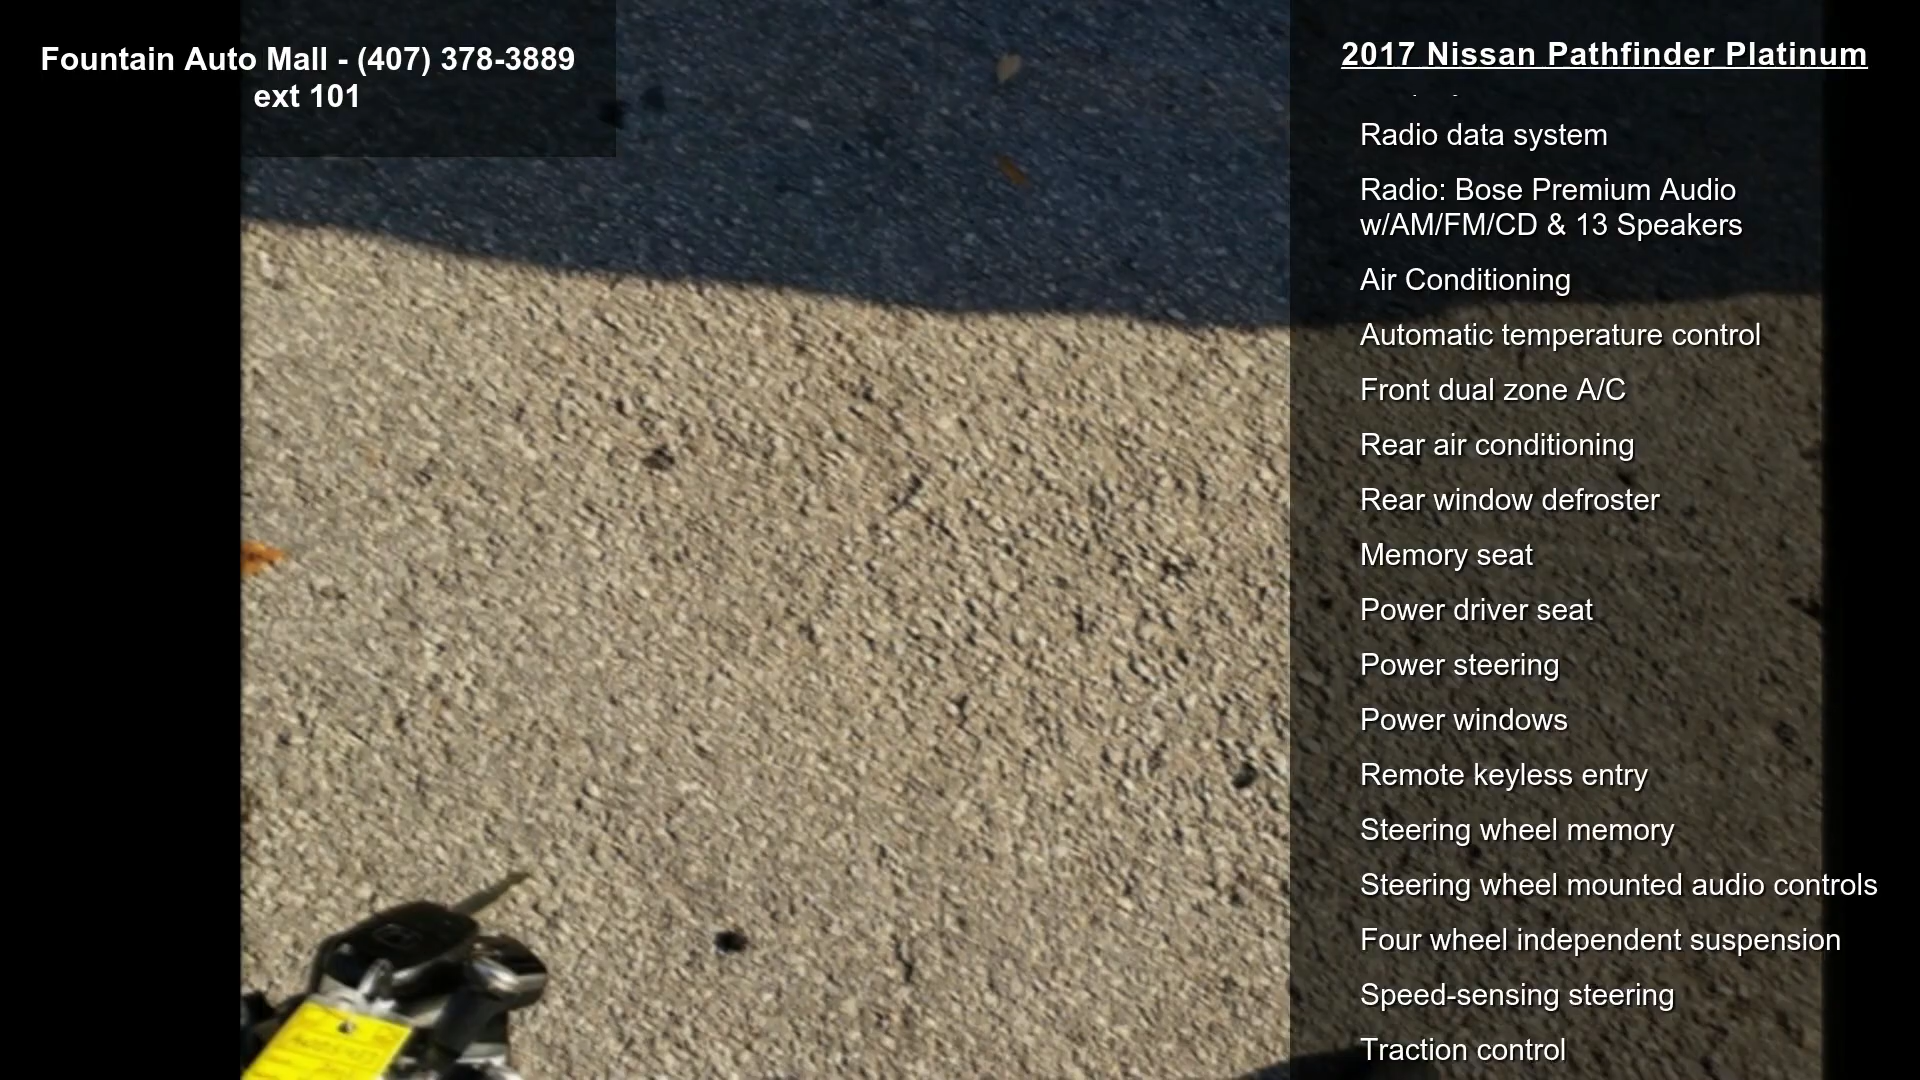 Fountain Auto Mall - (407) 378-3889
ext 101
2017 Nissan Pathfinder Platinum
Radio data system
Radio: Bose Premium Audio
w/AM/FM/CD & 13 Speakers
Air Conditioning
Automatic temperature control
Front dual zone A/C
Rear air conditioning
Rear window defroster
Memory seat
Power driver seat
Power steering
Power windows
Remote keyless entry
Steering wheel memory
Steering wheel mounted audio controls
Four wheel independent suspension
Speed-sensing steering
Traction control